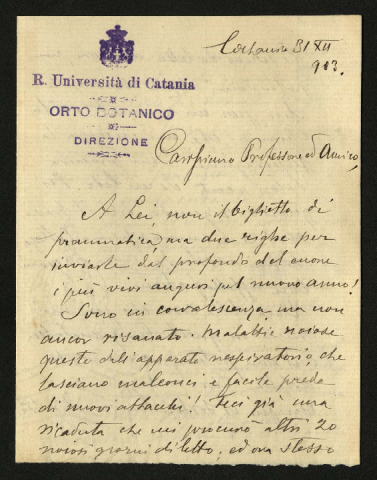 Catania 31 XII
913.
R. Università di Catania
ORTO BOTANICO
DIREZIONE
Carissimo Professore ed Amico,
A Lei, non il biglietto di
prammatica, ma due righe per
inviarle dal profondo del cuore
i più vivi auguri pel nuovo anno!
Sono in convalescenza, ma non
ancor risanato. Malattie noiose
queste dell'apparato respiratorio, che
lasciano malconci e facile preda
di nuovi attacchi! Feci già una
ricaduta che mi procurò altri 20
noiosi giorni di letto, ed ora stesso